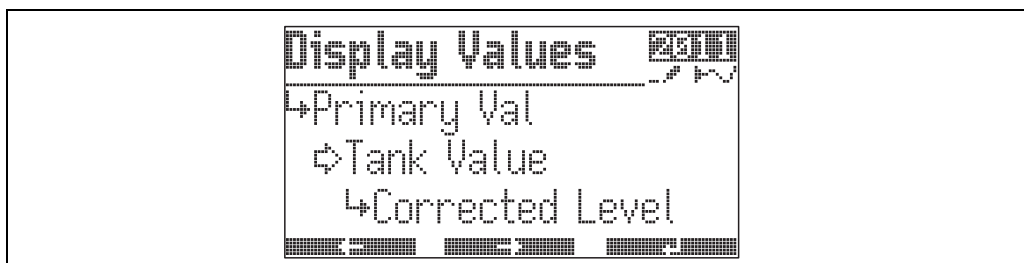 Display Values 2011
Primary Val
Tank Value
Corrected Level